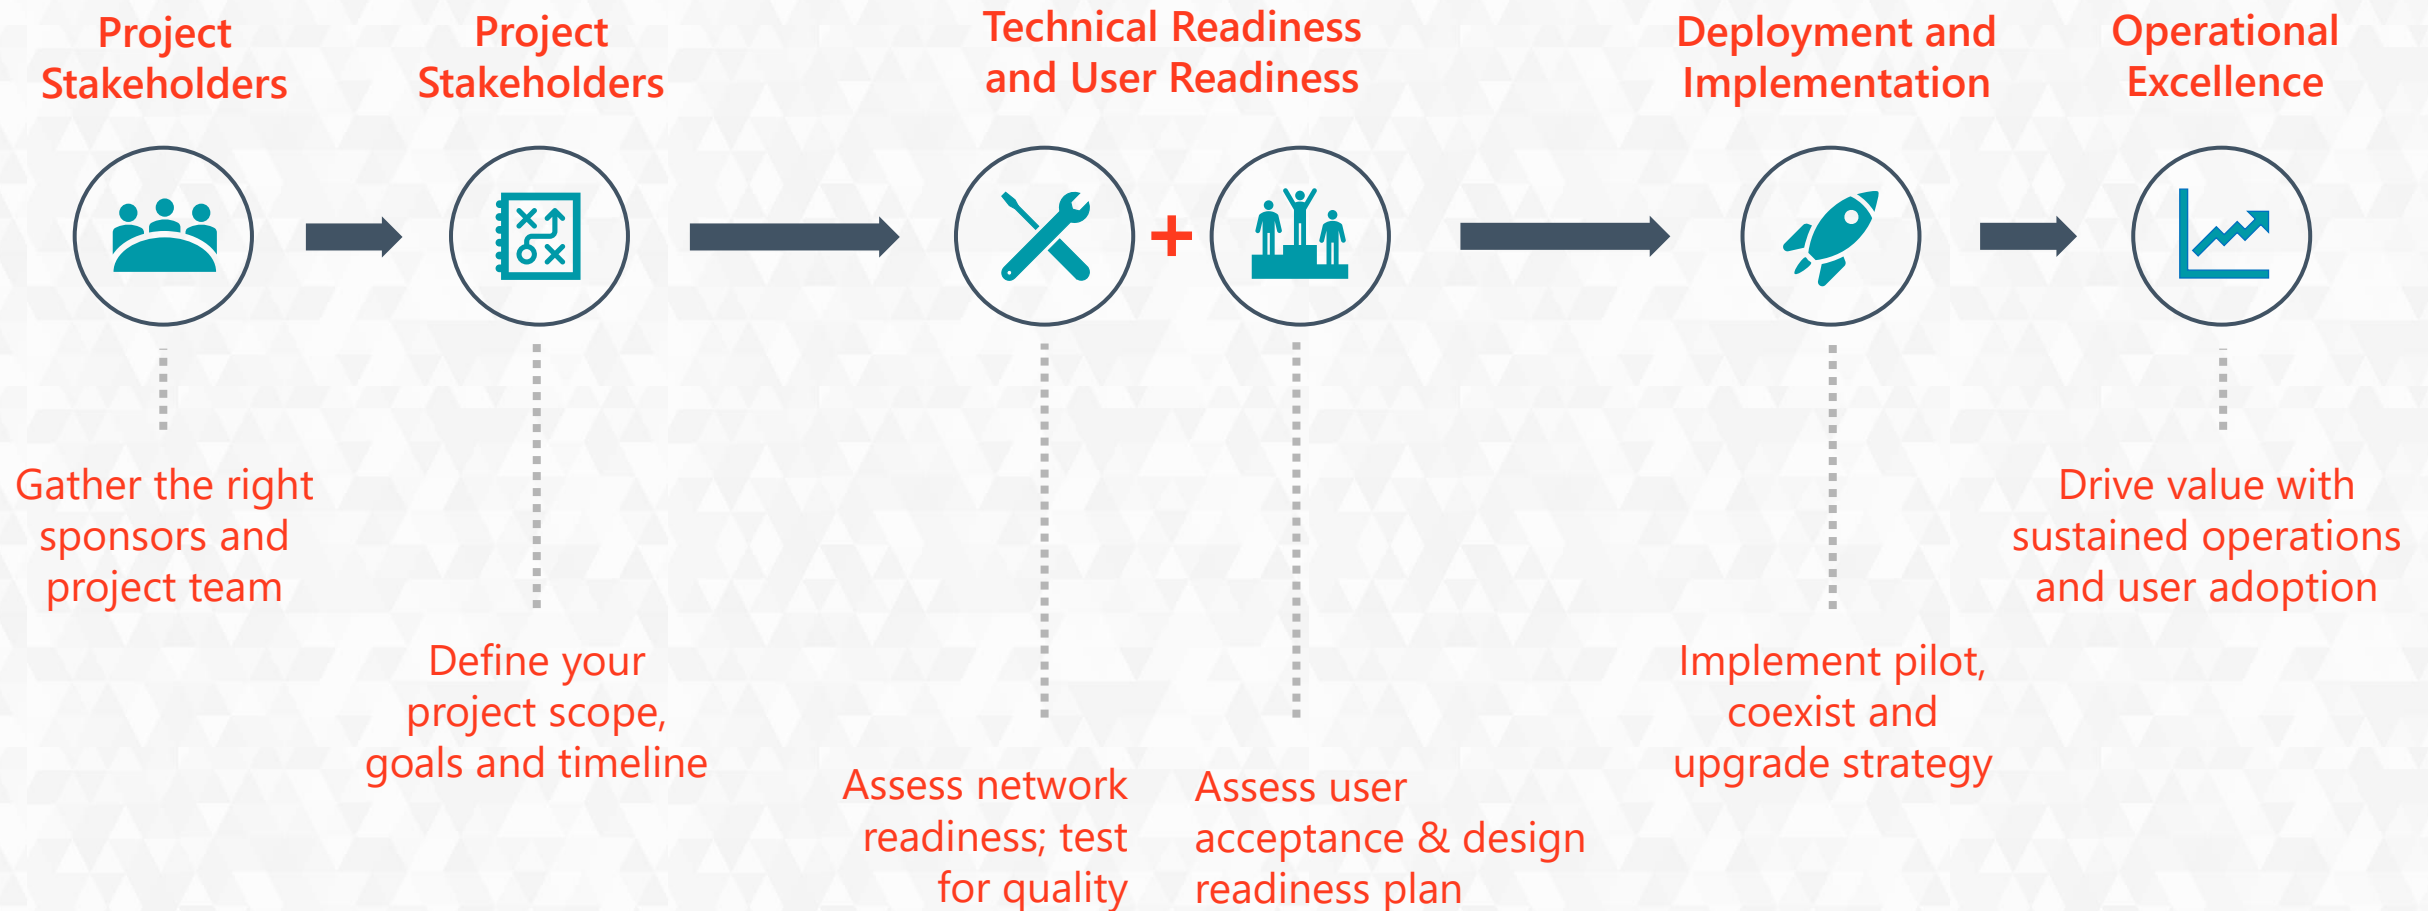 Project
Stakeholders
Project
Stakeholders
Technical Readiness
and User Readiness
Deployment and
Implementation
Operational
Excellence
+
Gather the right
sponsors and
project team
Define your
project scope,
goals and timeline
Assess network
readiness; test
for quality
Assess user
acceptance & design
readiness plan
Implement pilot,
coexist and
upgrade strategy
Drive value with
sustained operations
and user adoption